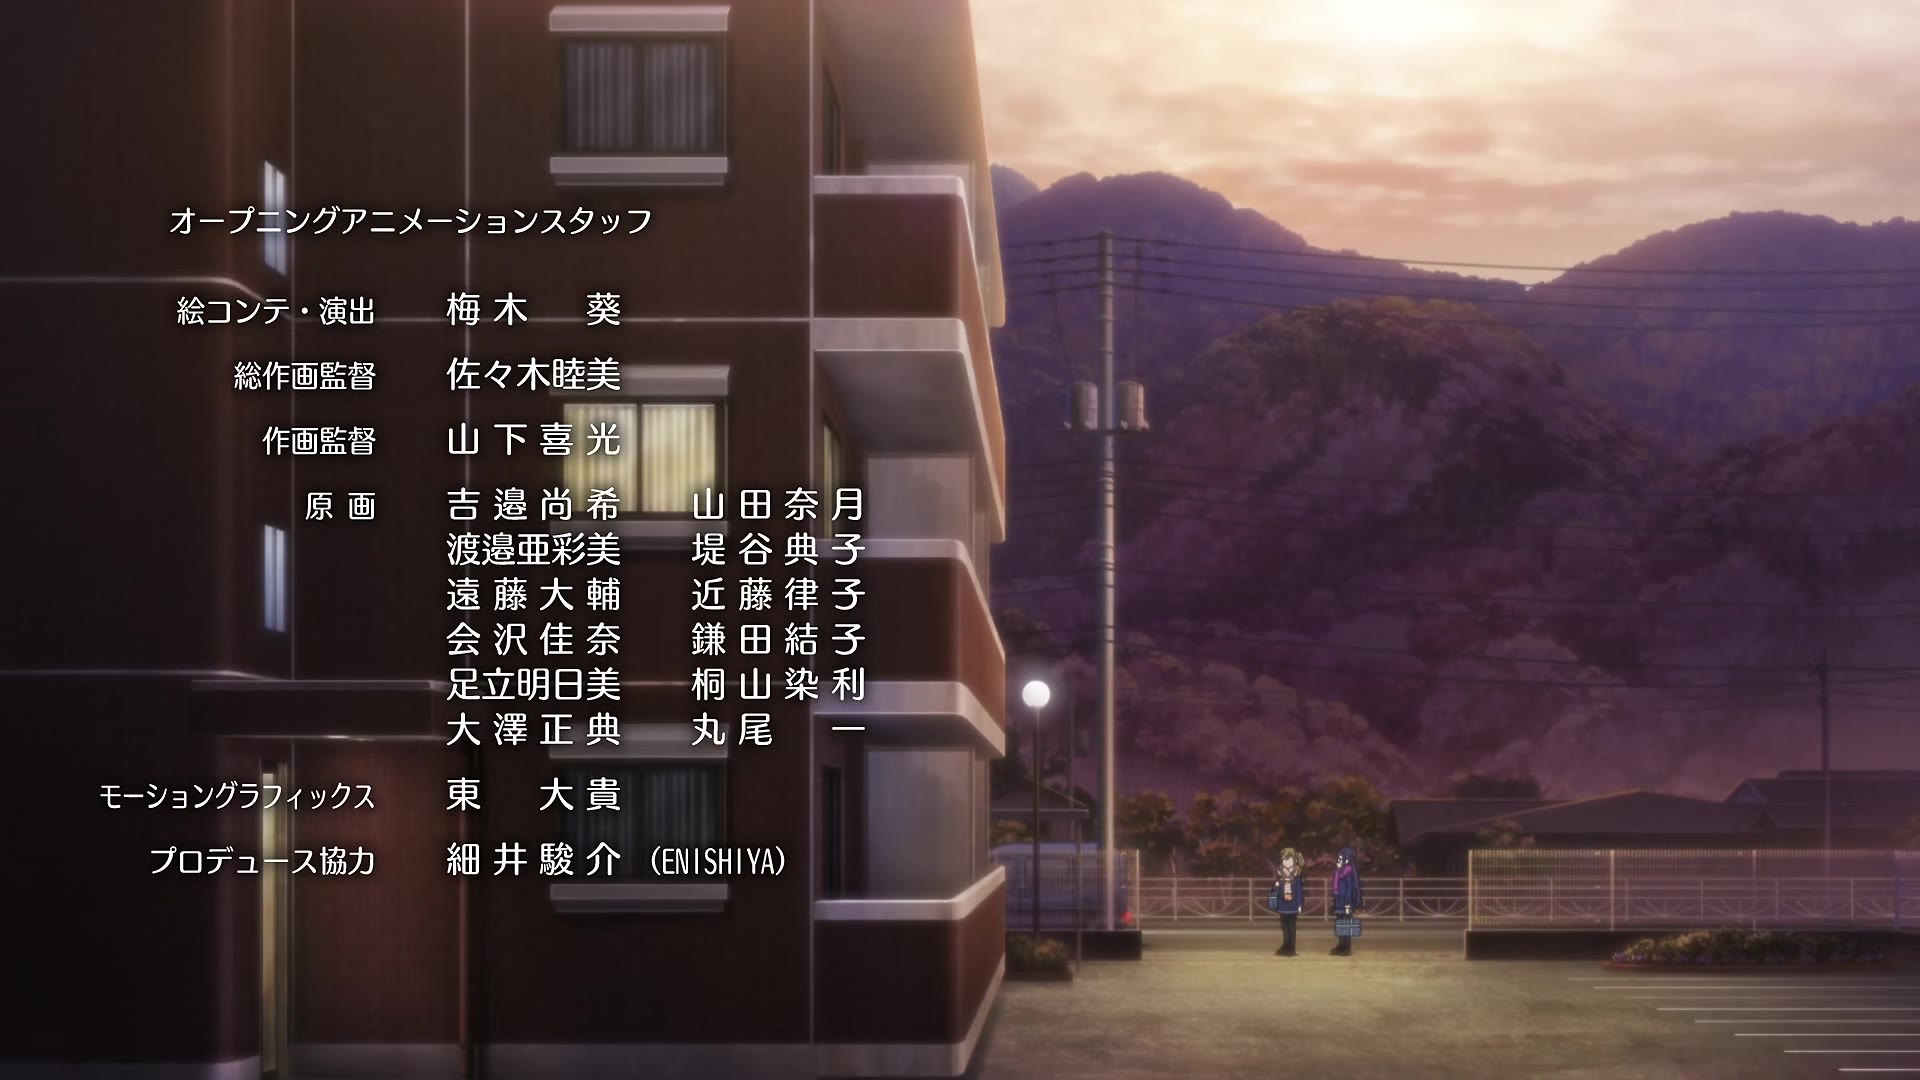 オープニングアニメーションスタッフ
絵コンテ・演出 梅木 葵
総作画監督 佐々木睦美
作画監督 山下喜光
原画 吉邉尚希 山田奈月
渡邉亜彩美 堤谷典子
遠藤大輔 近藤律子
会沢佳奈 鎌田結子
足立明日美 桐山染利
大澤正典 丸尾 一
モーショングラフィックス 東 大貴
プロデュース協力 細井駿介 (ENISHIYA)